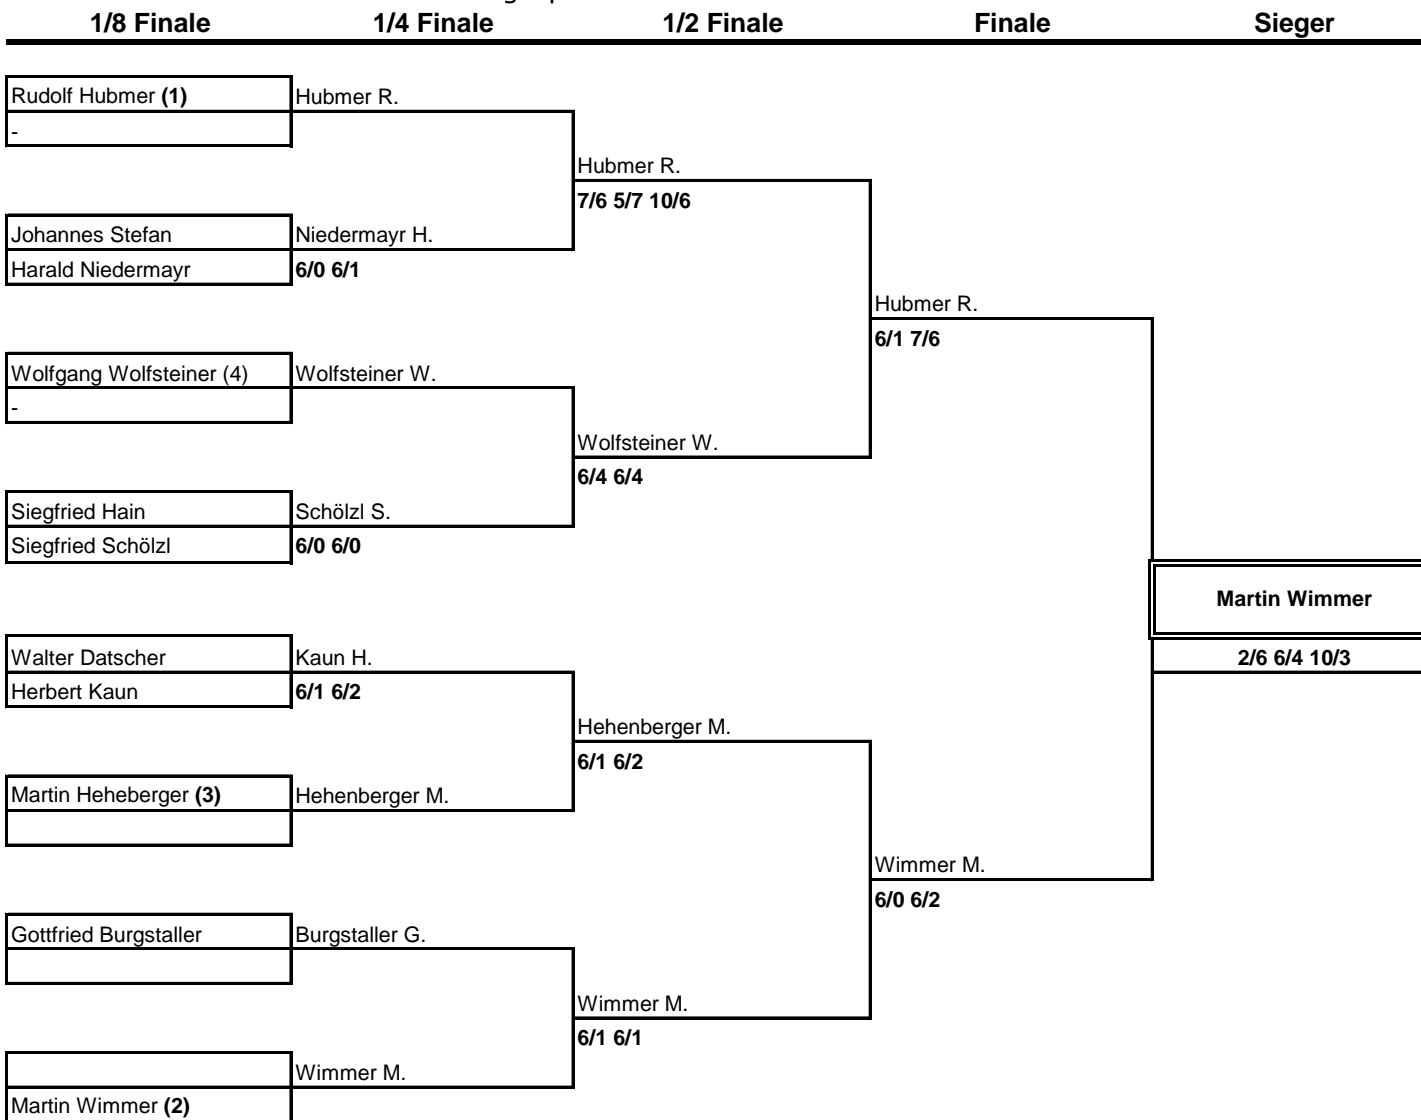 1/8 Finale 1/4 Finale 1/2 Finale Finale Sieger
Rudolf Hubmer (1) Hubmer R.
-
Hubmer R.
7/6 5/7 10/6
Johannes Stefan Niedermayr H.
Harald Niedermayr 6/0 6/1
Hubmer R.
6/1 7/6
Wolfgang Wolfsteiner (4) Wolfsteiner W.
-
Wolfsteiner W.
6/4 6/4
Siegfried Hain Schölzl S.
Siegfried Schölzl 6/0 6/0
Martin Wimmer
Walter Datscher Kaun H. 2/6 6/4 10/3
Herbert Kaun 6/1 6/2
Hehenberger M.
6/1 6/2
Martin Heheberger (3) Hehenberger M.
Wimmer M.
6/0 6/2
Gottfried Burgstaller Burgstaller G.
Wimmer M.
6/1 6/1
Wimmer M.
Martin Wimmer (2)